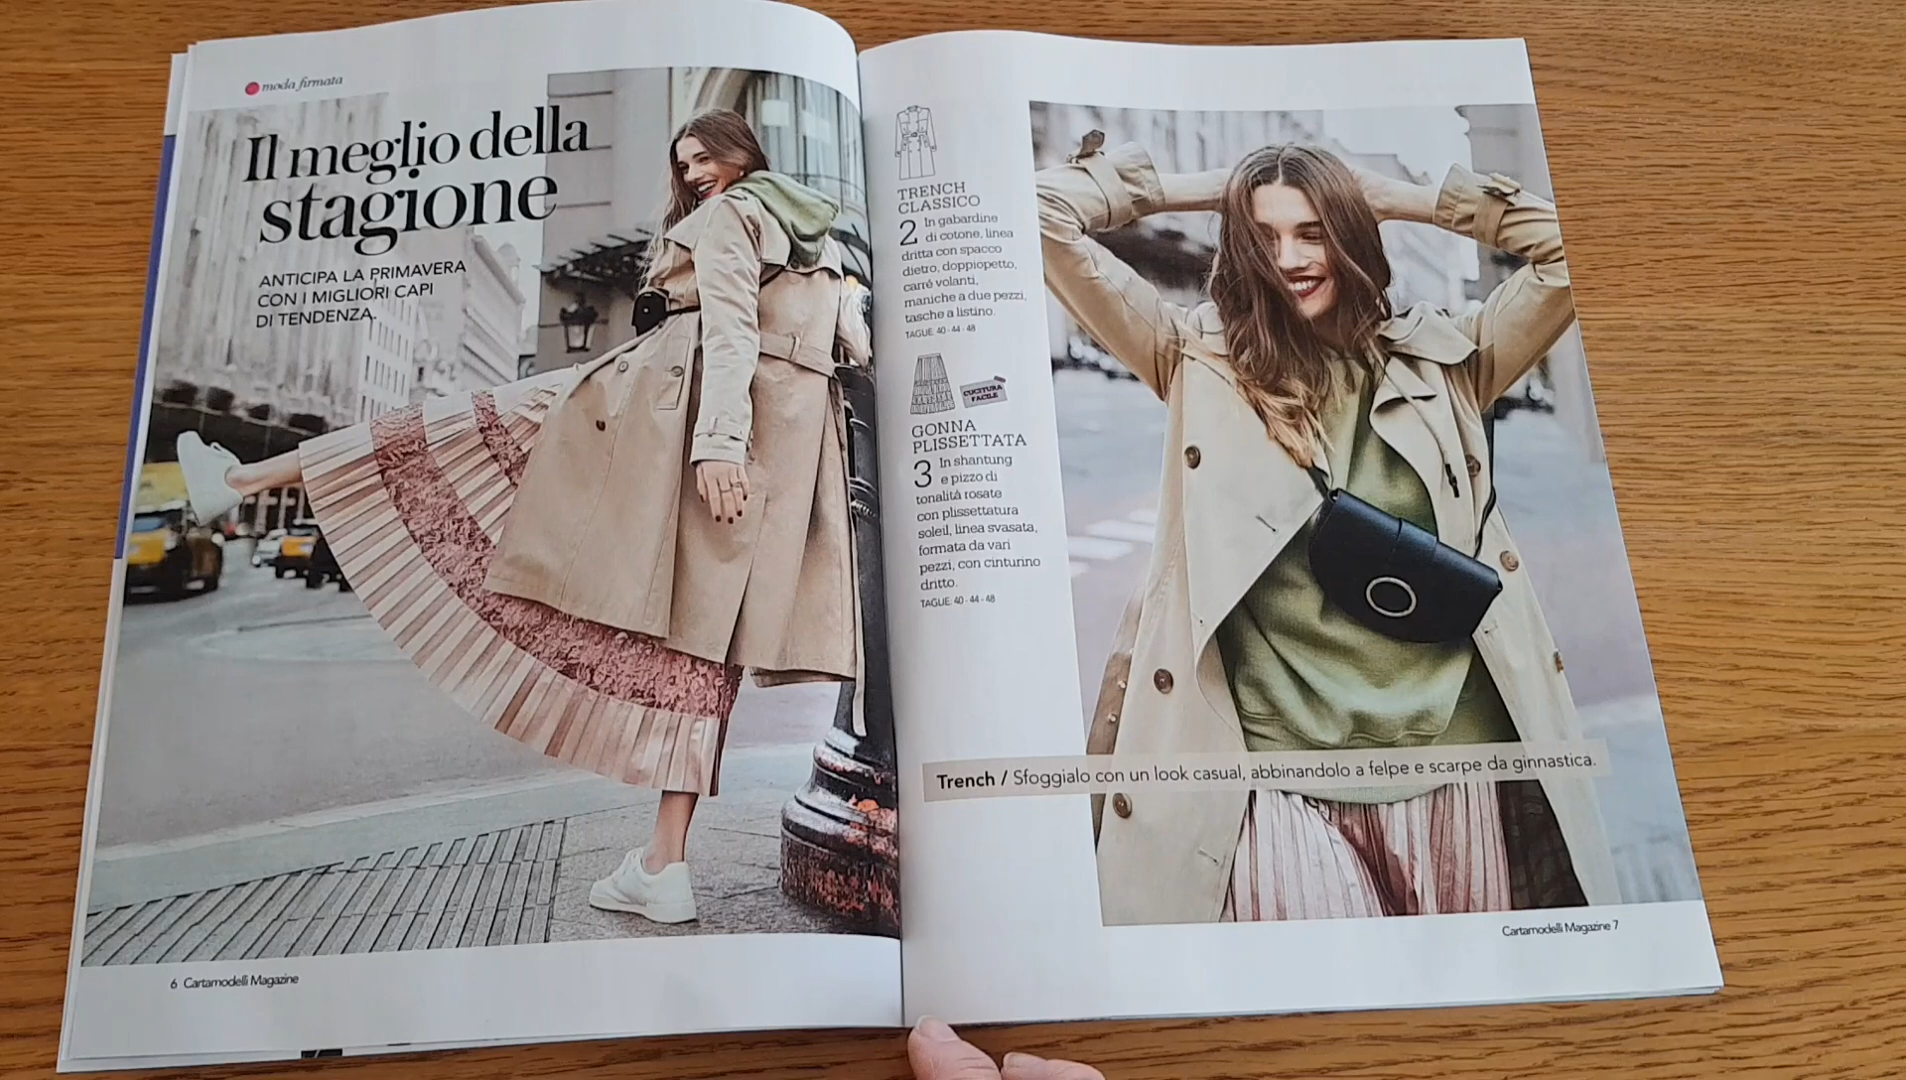 moda firmata
Il meglio della
stagione
ANTICIPA LA PRIMAVERA
CON I MIGLIORI CAPI
DI TENDENZA.
6 Cartamodelli Magazine
TRENCH
CLASSICO
2 In gabardine
di cotone, linea
dritta con spacco
dietro, doppiopetto,
carré volanti,
maniche a due pezzi,
tasche a listino.
TAGLIE: 40 - 44 - 48
CUCITURA
FACILE
GONNA
PLISSETTATA
3 In shantung
e pizzo di
tonalità rosate
con plissettatura
soleil, linea svasata,
formata da vari
pezzi, con cinturino
dritto.
TAGLIE: 40 - 44 - 48
Trench / Sfoggialo con un look casual, abbinandolo a felpe e scarpe da ginnastica.
Cartamodelli Magazine 7